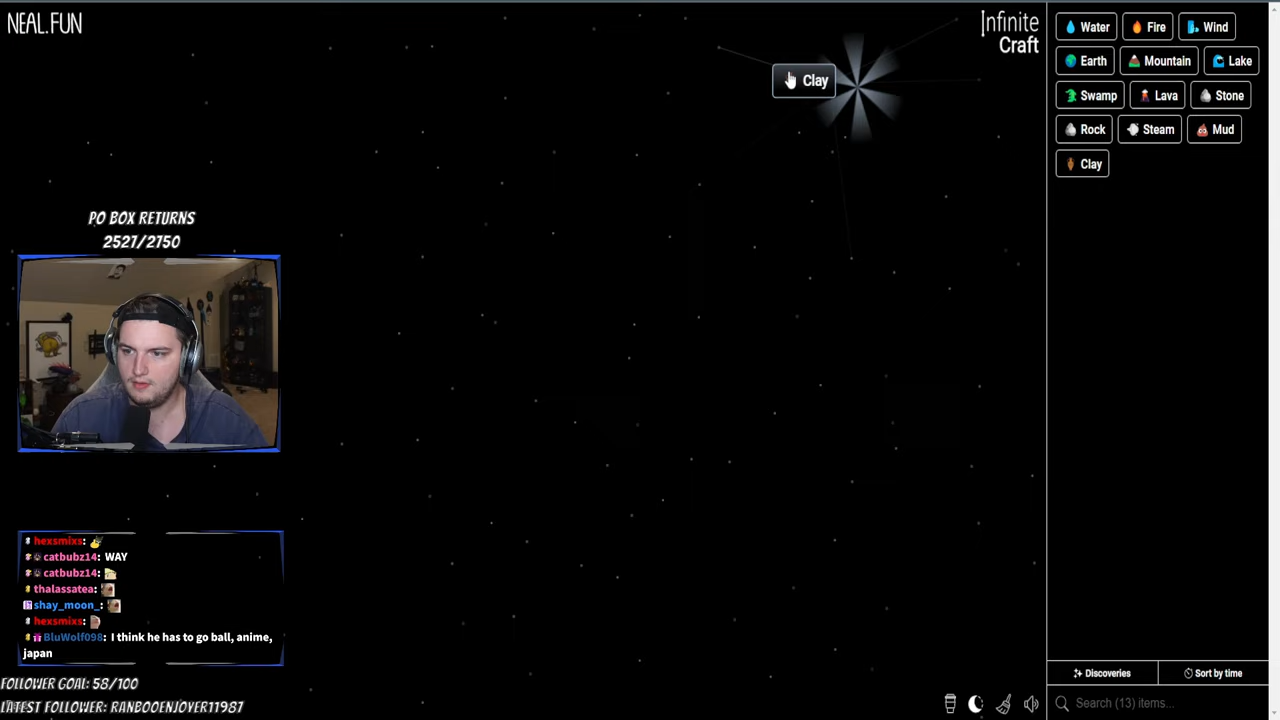 NEAL.FUN
Infinite
Craft
Clay
Water
Fire
Wind
Earth
Mountain
Lake
Swamp
Lava
Stone
Rock
Steam
Mud
Clay
PO BOX RETURNS
2527/2750
hexsmixs:
catbubz14: WAY
catbubz14:
thalassatea:
shay_moon_:
hexsmixs:
BluWolf098: I think he has to go ball, anime,
japan
FOLLOWER GOAL: 58/100
LATEST FOLLOWER: RANBOOENJOYER11987
Discoveries
Sort by time
Search (13) items...